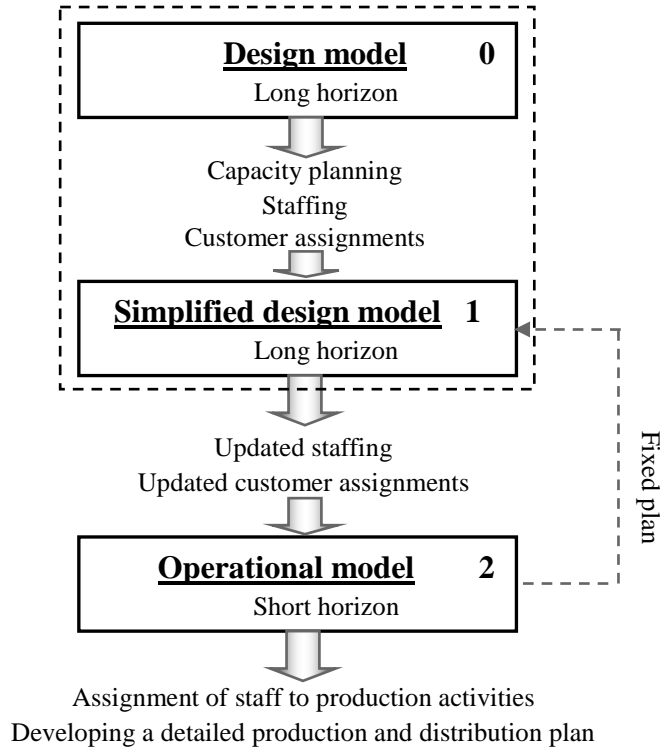 Design model 0
Long horizon
Capacity planning
Staffing
Customer assignments
Simplified design model 1
Long horizon
Updated staffing
Updated customer assignments
Fixed plan
Operational model 2
Short horizon
Assignment of staff to production activities
Developing a detailed production and distribution plan